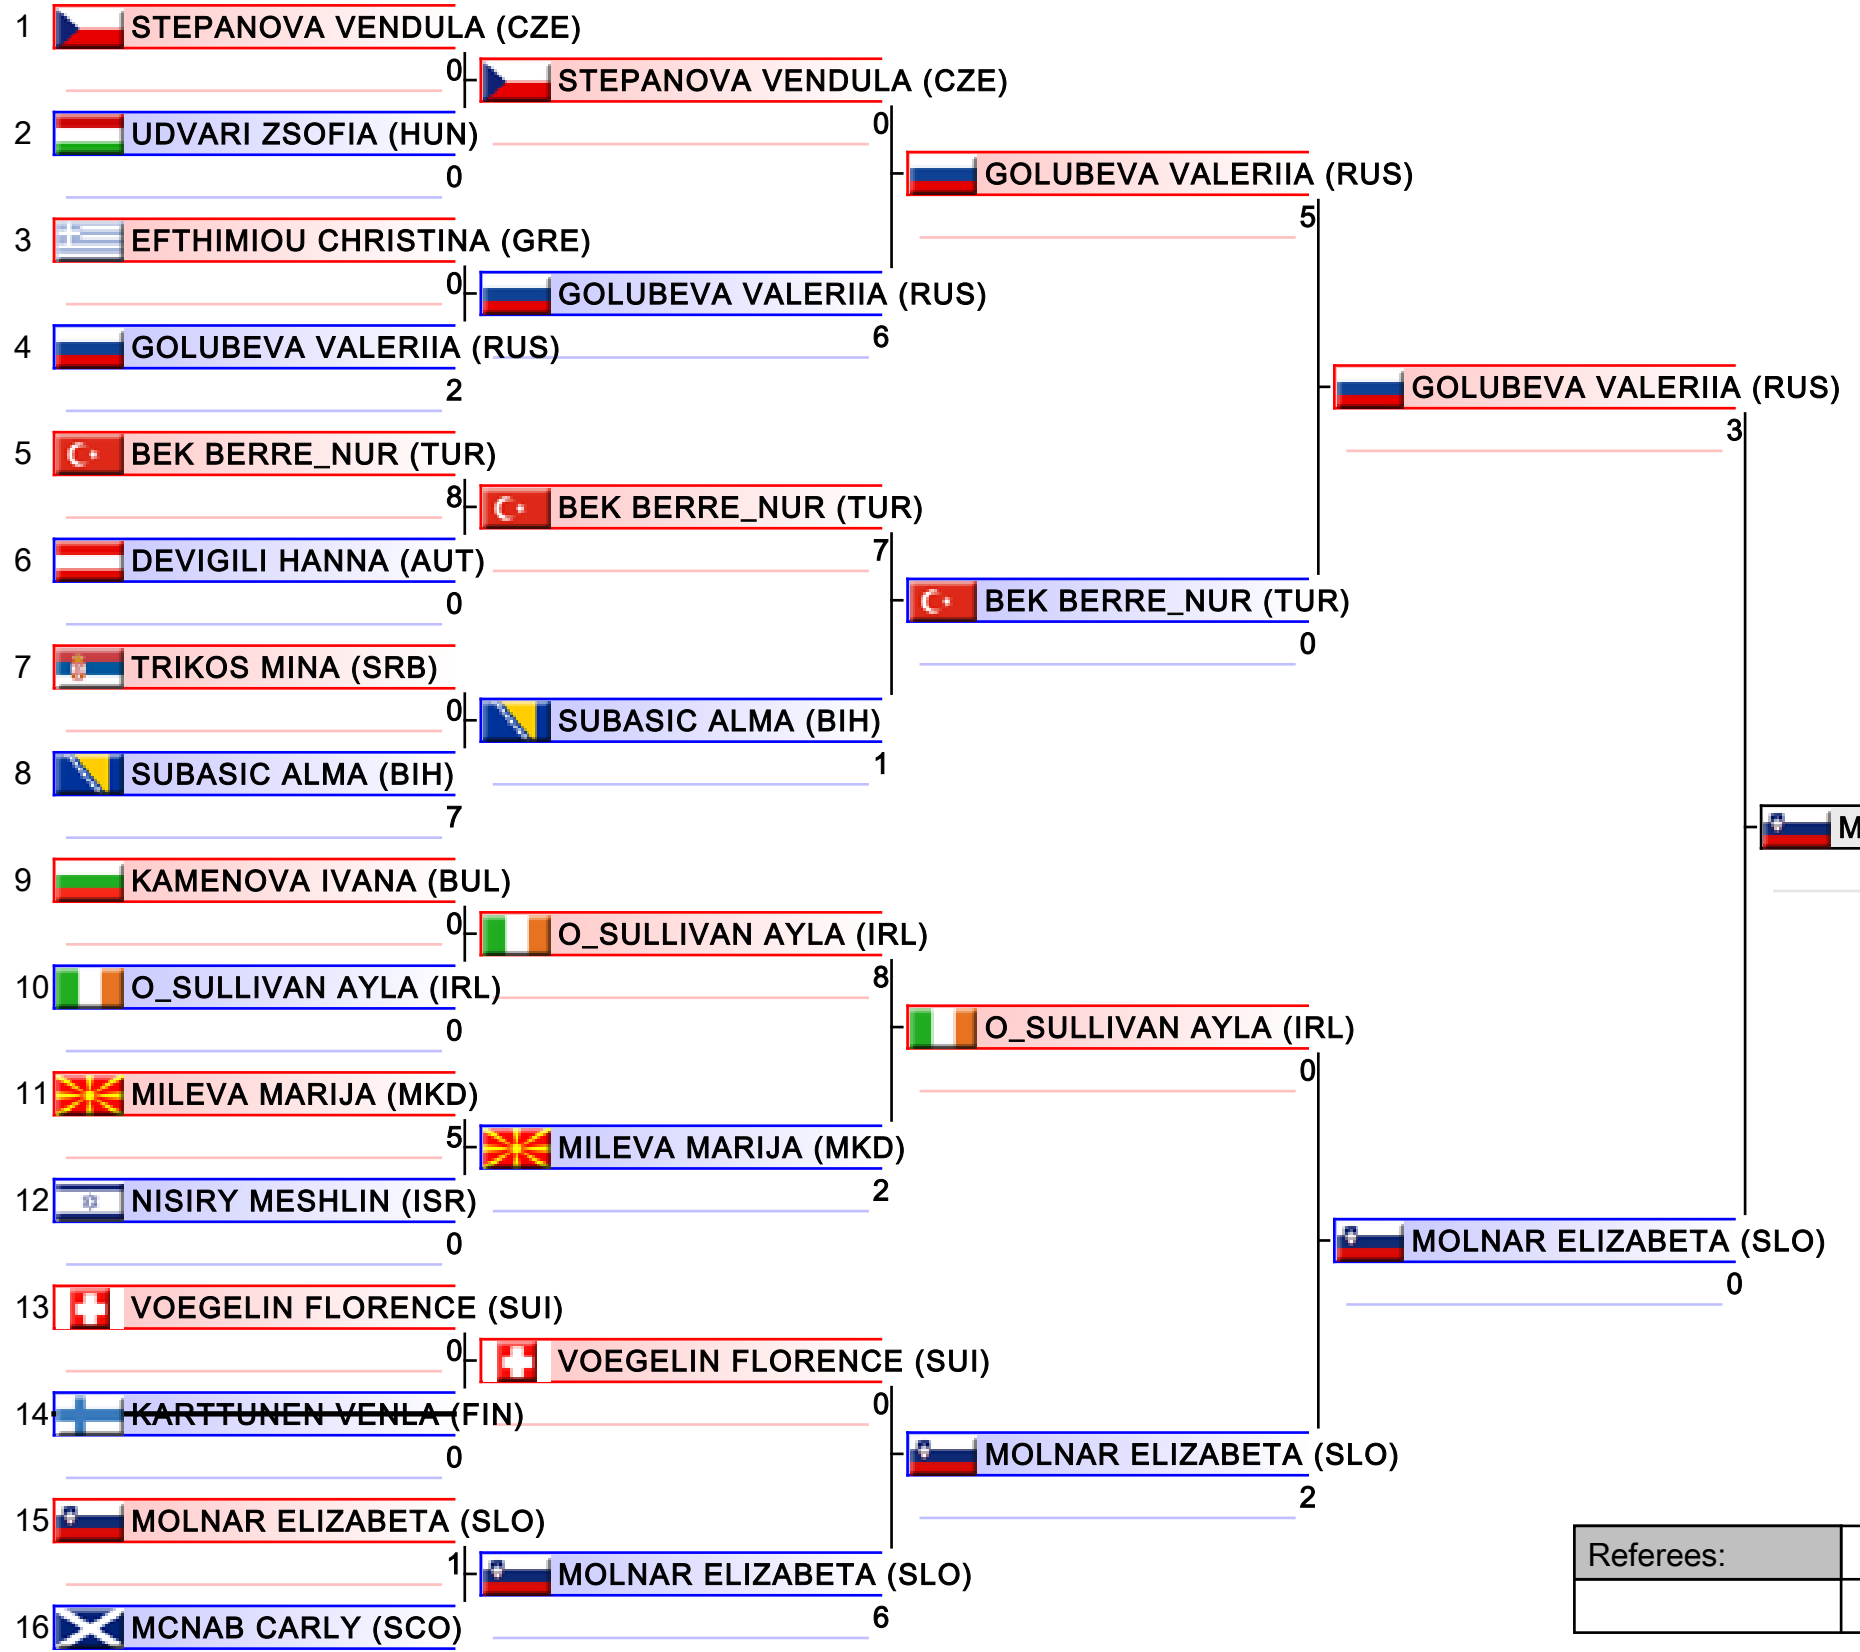 1 STEPANOVA VENDULA (CZE)
0
STEPANOVA VENDULA (CZE)
0
2 UDVARI ZSOFIA (HUN)
0
GOLUBEVA VALERIIA (RUS)
5
3 EFTHIMIOU CHRISTINA (GRE)
0
GOLUBEVA VALERIIA (RUS)
6
4 GOLUBEVA VALERIIA (RUS)
2
GOLUBEVA VALERIIA (RUS)
3
5 BEK BERRE_NUR (TUR)
8
BEK BERRE_NUR (TUR)
7
6 DEVIGILI HANNA (AUT)
0
BEK BERRE_NUR (TUR)
0
7 TRIKOS MINA (SRB)
0
SUBASIC ALMA (BIH)
1
8 SUBASIC ALMA (BIH)
7
M
9 KAMENOVA IVANA (BUL)
0
O_SULLIVAN AYLA (IRL)
8
10 O_SULLIVAN AYLA (IRL)
0
O_SULLIVAN AYLA (IRL)
0
11 MILEVA MARIJA (MKD)
5
MILEVA MARIJA (MKD)
2
12 NISIRY MESHLIN (ISR)
0
MOLNAR ELIZABETA (SLO)
0
13 VOEGELIN FLORENCE (SUI)
0
VOEGELIN FLORENCE (SUI)
0
14 KARTTUNEN VENLA (FIN)
0
MOLNAR ELIZABETA (SLO)
2
15 MOLNAR ELIZABETA (SLO)
1
MOLNAR ELIZABETA (SLO)
6
16 MCNAB CARLY (SCO)
Referees: